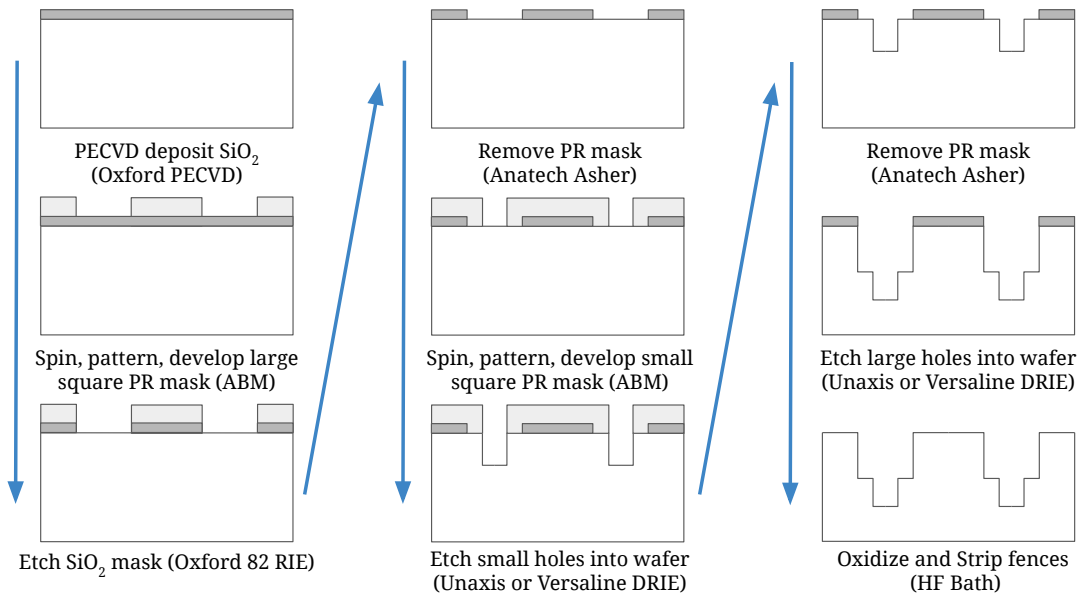 PECVD deposit SiO₂
(Oxford PECVD)
Spin, pattern, develop large
square PR mask (ABM)
Etch SiO₂ mask (Oxford 82 RIE)
Remove PR mask
(Anatech Asher)
Spin, pattern, develop small
square PR mask (ABM)
Etch small holes into wafer
(Unaxis or Versaline DRIE)
Remove PR mask
(Anatech Asher)
Etch large holes into wafer
(Unaxis or Versaline DRIE)
Oxidize and Strip fences
(HF Bath)